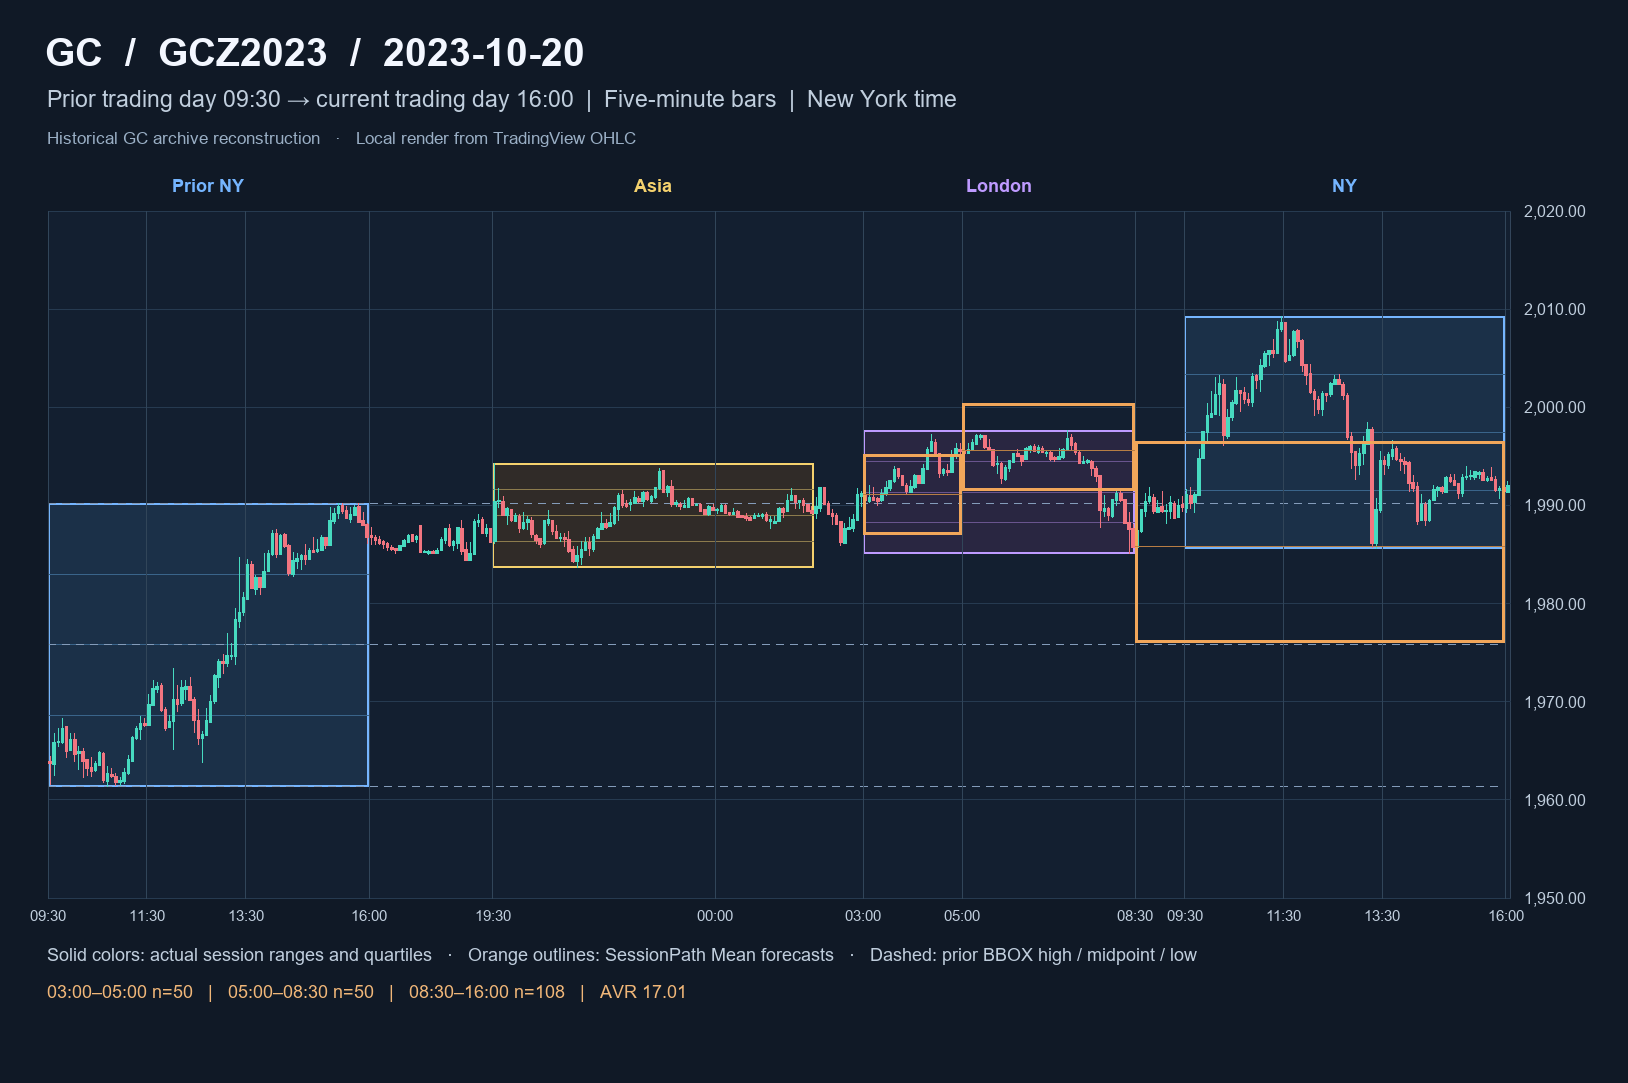 GC / GCZ2023 / 2023-10-20
Prior trading day 09:30 → current trading day 16:00 | Five-minute bars | New York time
Historical GC archive reconstruction · Local render from TradingView OHLC
Prior NY Asia London NY
2,020.00
2,010.00
2,000.00
1,990.00
1,980.00
1,970.00
1,960.00
1,950.00
09:30 11:30 13:30 16:00 19:30 00:00 03:00 05:00 08:30 09:30 11:30 13:30 16:00
Solid colors: actual session ranges and quartiles · Orange outlines: SessionPath Mean forecasts · Dashed: prior BBOX high / midpoint / low
03:00–05:00 n=50 | 05:00–08:30 n=50 | 08:30–16:00 n=108 | AVR 17.01